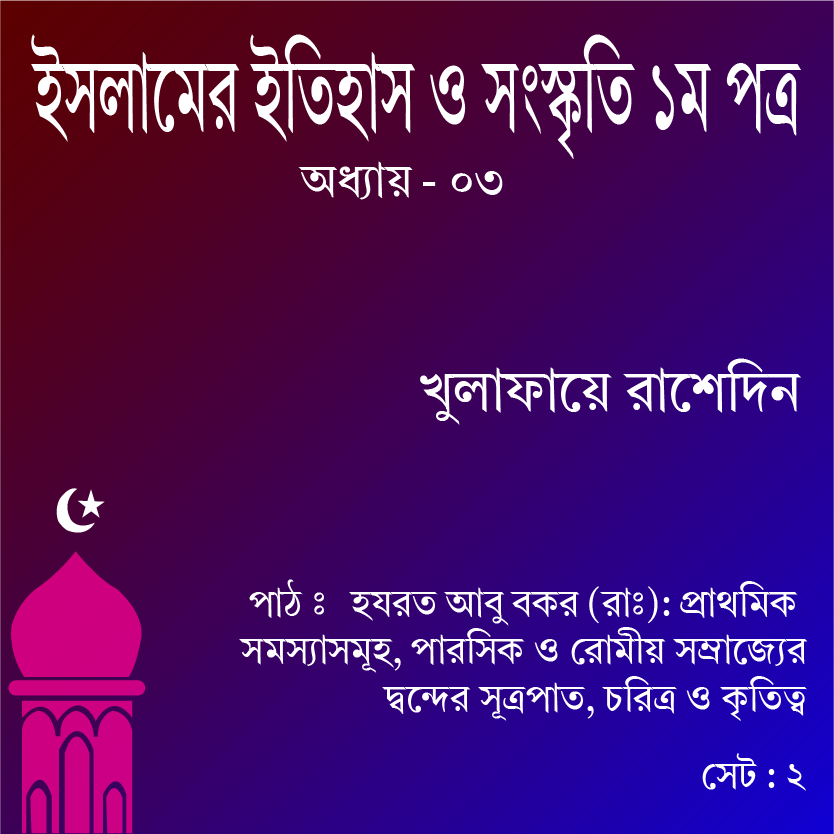 ইসলামের ইতিহাস ও সংস্কৃতি ১ম পত্র
অধ্যায় - ০৩
খুলাফায়ে রাশেদিন
পাঠ ঃ হযরত আবু বকর (রাঃ): প্রাথমিক
সমস্যাসমূহ, পারসিক ও রোমীয় সম্রাজ্যের
দ্বন্দের সূত্রপাত, চরিত্র ও কৃতিত্ব
সেট : ২